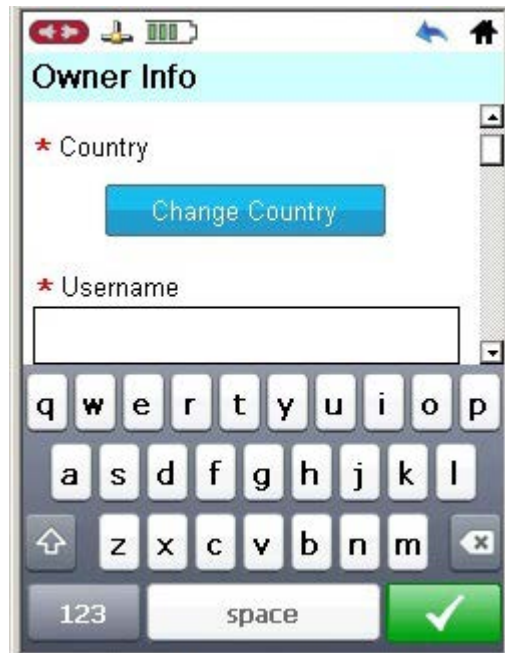 Owner Info
* Country
Change Country
* Username
q w e r t y u i o p
a s d f g h j k l
z x c v b n m
123 space